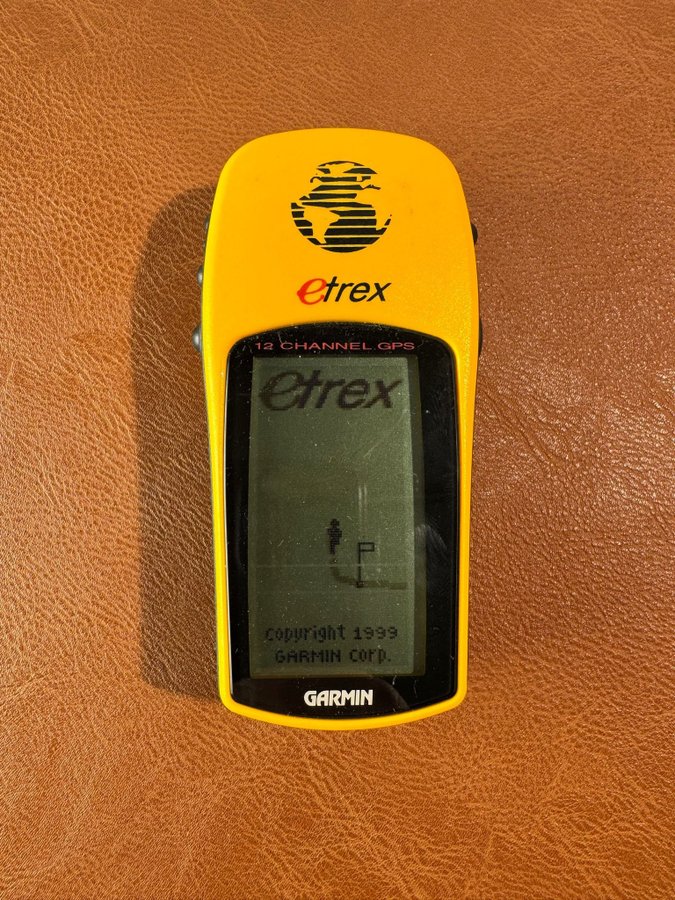 etrex
12 CHANNEL GPS
etrex
copyright 1999
GARMIN Corp.
GARMIN